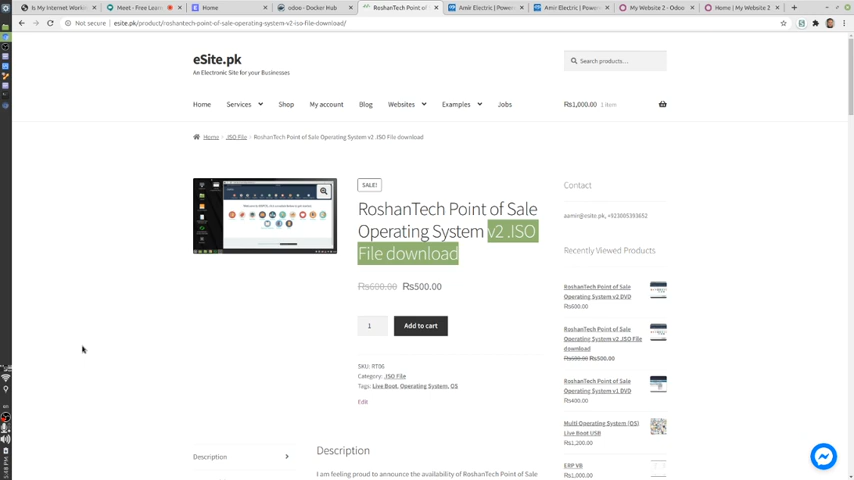 Is My Internet Worki
Meet - Free Learn
Home
odoo - Docker Hub
RoshanTech Point of
Amir Electric | Power
Amir Electric | Power
My Website 2 - Odoo
Home | My Website 2
Not secure | esite.pk/product/roshantech-point-of-sale-operating-system-v2-iso-file-download/
eSite.pk
An Electronic Site for your Businesses
Search products…
Home Services Shop My account Blog Websites Examples Jobs
₨1,000.00 1 item
Home .ISO File RoshanTech Point of Sale Operating System v2 .ISO File download
SALE!
RoshanTech Point of Sale
Operating System v2 .ISO
File download
₨600.00 ₨500.00
1 Add to cart
SKU: RT06
Category: .ISO File
Tags: Live Boot, Operating System, OS
Edit
Contact
aamir@esite.pk, +923005393652
Recently Viewed Products
RoshanTech Point of Sale
Operating System v2 DVD
₨600.00
RoshanTech Point of Sale
Operating System v2 .ISO File
download
₨600.00 ₨500.00
RoshanTech Point of Sale
Operating System v1 DVD
₨400.00
Multi Operating System (OS)
Live Boot USB
₨1,200.00
ERP V8
₨1,000.00
Description
Description
I am feeling proud to announce the availability of RoshanTech Point of Sale
5:48 PM